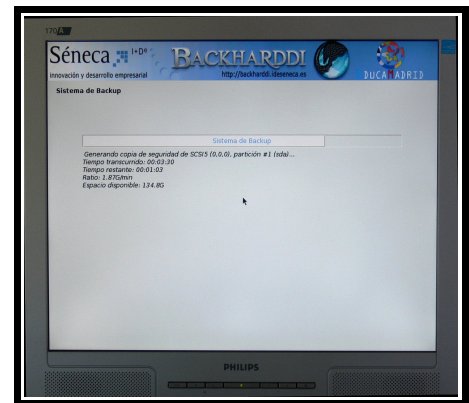 170A
Séneca I+Dª
innovación y desarrollo empresarial
BACKHARDDI
http://backharddi.ideseneca.es
DUCAMADRID
Sistema de Backup
Sistema de Backup
Generando copia de seguridad de SCSI5 (0,0,0), partición #1 (sda)...
Tiempo transcurrido: 00:03:30
Tiempo restante: 00:01:03
Ratio: 1.87G/min
Espacio disponible: 134.8G
PHILIPS